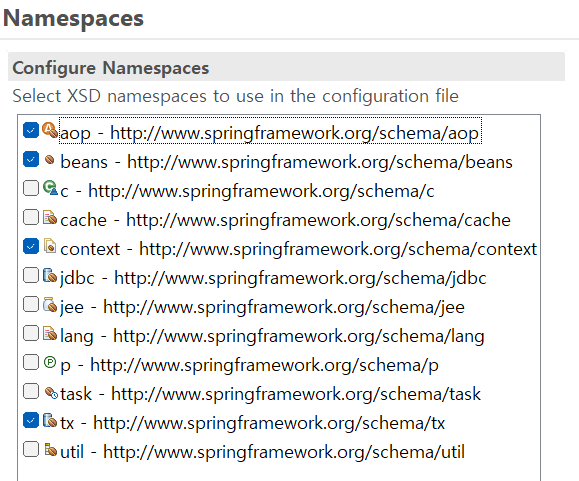 Namespaces
Configure Namespaces
Select XSD namespaces to use in the configuration file
aop - http://www.springframework.org/schema/aop
beans - http://www.springframework.org/schema/beans
c - http://www.springframework.org/schema/c
cache - http://www.springframework.org/schema/cache
context - http://www.springframework.org/schema/context
jdbc - http://www.springframework.org/schema/jdbc
jee - http://www.springframework.org/schema/jee
lang - http://www.springframework.org/schema/lang
p - http://www.springframework.org/schema/p
task - http://www.springframework.org/schema/task
tx - http://www.springframework.org/schema/tx
util - http://www.springframework.org/schema/util